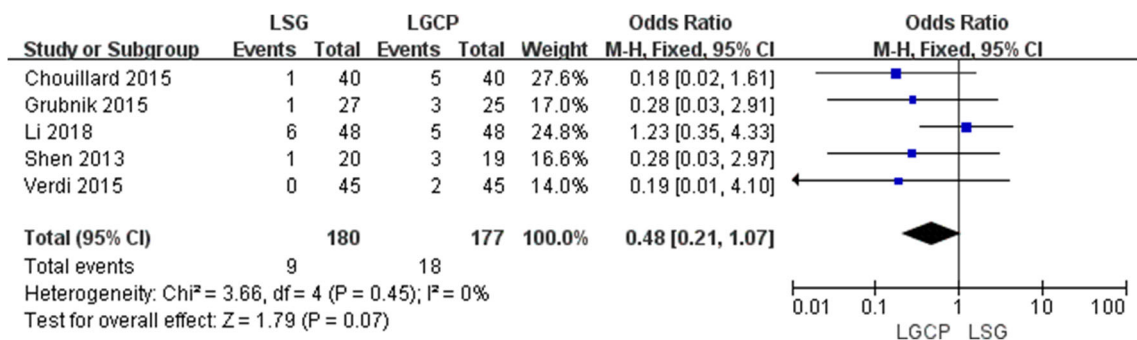 LSG LGCP Odds Ratio Odds Ratio
Study or Subgroup Events Total Events Total Weight M-H, Fixed, 95% CI M-H, Fixed, 95% CI
Chouillard 2015 1 40 5 40 27.6% 0.18 [0.02, 1.61]
Grubnik 2015 1 27 3 25 17.0% 0.28 [0.03, 2.91]
Li 2018 6 48 5 48 24.8% 1.23 [0.35, 4.33]
Shen 2013 1 20 3 19 16.6% 0.28 [0.03, 2.97]
Verdi 2015 0 45 2 45 14.0% 0.19 [0.01, 4.10]
Total (95% CI) 180 177 100.0% 0.48 [0.21, 1.07]
Total events 9 18
Heterogeneity: Chi² = 3.66, df = 4 (P = 0.45); I² = 0%
Test for overall effect: Z = 1.79 (P = 0.07)
0.01 0.1 1 10 100
LGCP LSG